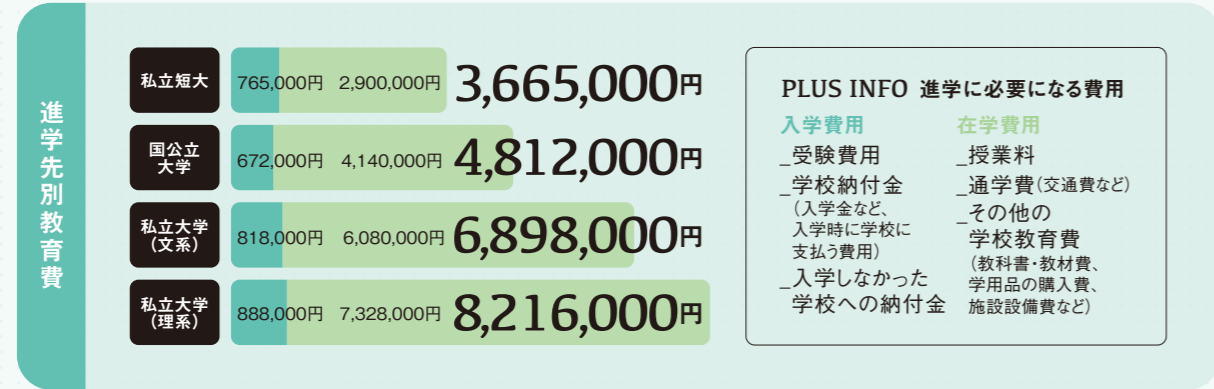 進学先別教育費
私立短大
765,000円 2,900,000円 3,665,000円
国公立
大学
672,000円 4,140,000円 4,812,000円
私立大学
(文系)
818,000円 6,080,000円 6,898,000円
私立大学
(理系)
888,000円 7,328,000円 8,216,000円
PLUS INFO 進学に必要になる費用
入学費用
_受験費用
_学校納付金
(入学金など、
入学時に学校に
支払う費用)
_入学しなかった
学校への納付金
在学費用
_授業料
_通学費(交通費など)
_その他の
学校教育費
(教科書・教材費、
学用品の購入費、
施設設備費など)